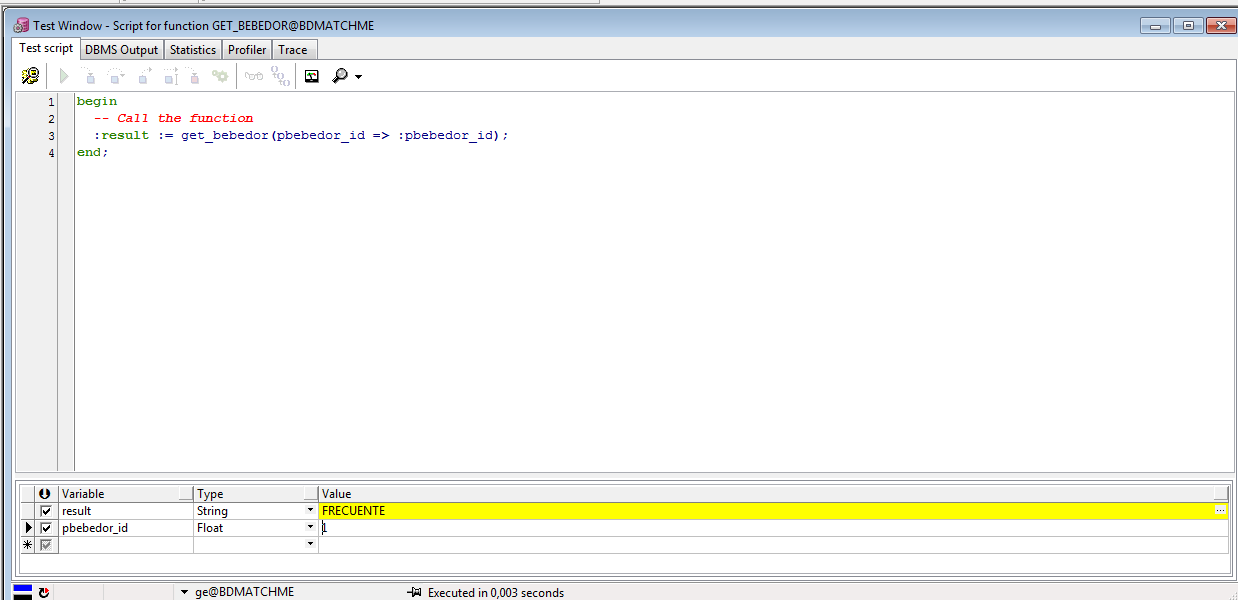 Test Window - Script for function GET_BEBEDOR@BDMATCHME
Test script DBMS Output Statistics Profiler Trace
1 begin
2 -- Call the function
3 :result := get_bebedor(pbebedor_id => :pbebedor_id);
4 end;
Variable Type Value
result String FRECUENTE ...
pbebedor_id Float 1
ge@BDMATCHME Executed in 0,003 seconds